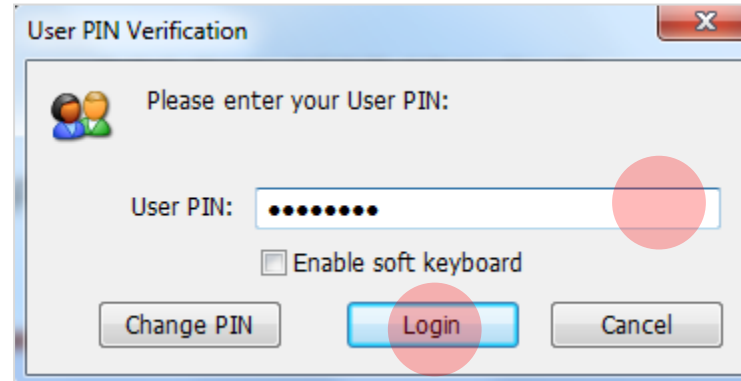 User PIN Verification
Please enter your User PIN:
User PIN: ●●●●●●●●
Enable soft keyboard
Change PIN Login Cancel